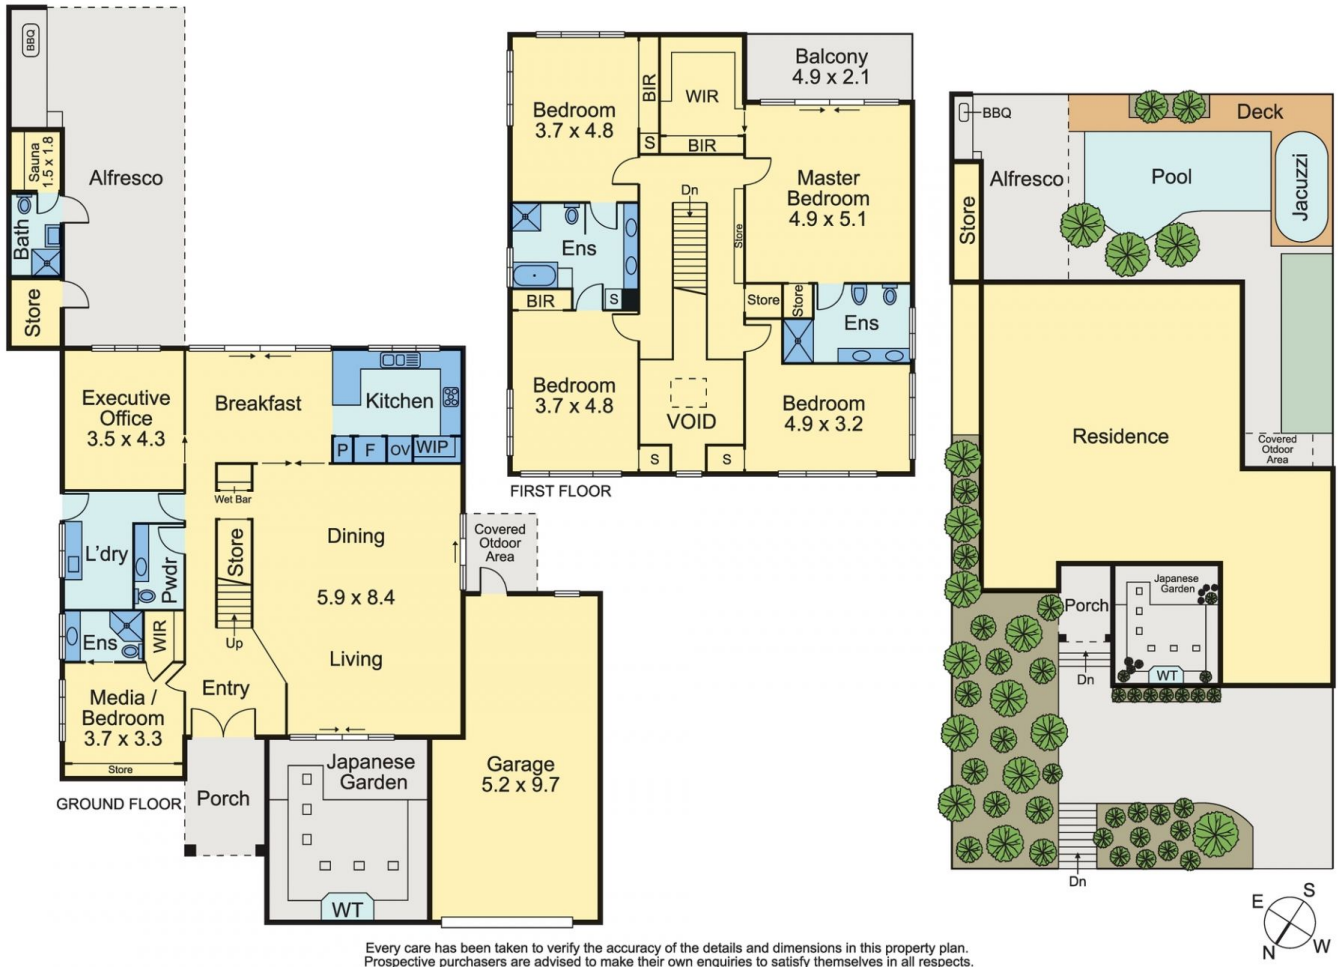 BBQ
Sauna
1.5 x 1.8
Bath
Store
Alfresco
Executive
Office
3.5 x 4.3
Breakfast
Kitchen
P
F
OV
WIP
Wet Bar
Store
Up
L'dry
Pwdr
Ens
WIR
Media /
Bedroom
3.7 x 3.3
Store
Entry
Dining
5.9 x 8.4
Living
Covered
Otdoor
Area
Garage
5.2 x 9.7
Japanese
Garden
WT
Porch
GROUND FLOOR
Bedroom
3.7 x 4.8
BIR
S
WIR
BIR
Balcony
4.9 x 2.1
Master
Bedroom
4.9 x 5.1
Dn
Store
Ens
BIR
S
Store
Store
Ens
Bedroom
3.7 x 4.8
VOID
S
S
Bedroom
4.9 x 3.2
FIRST FLOOR
BBQ
Alfresco
Store
Deck
Pool
Jacuzzi
Residence
Covered
Otdoor
Area
Porch
Dn
Japanese
Garden
WT
Dn
E
S
N
W
Every care has been taken to verify the accuracy of the details and dimensions in this property plan.
Prospective purchasers are advised to make their own enquiries to satisfy themselves in all respects.